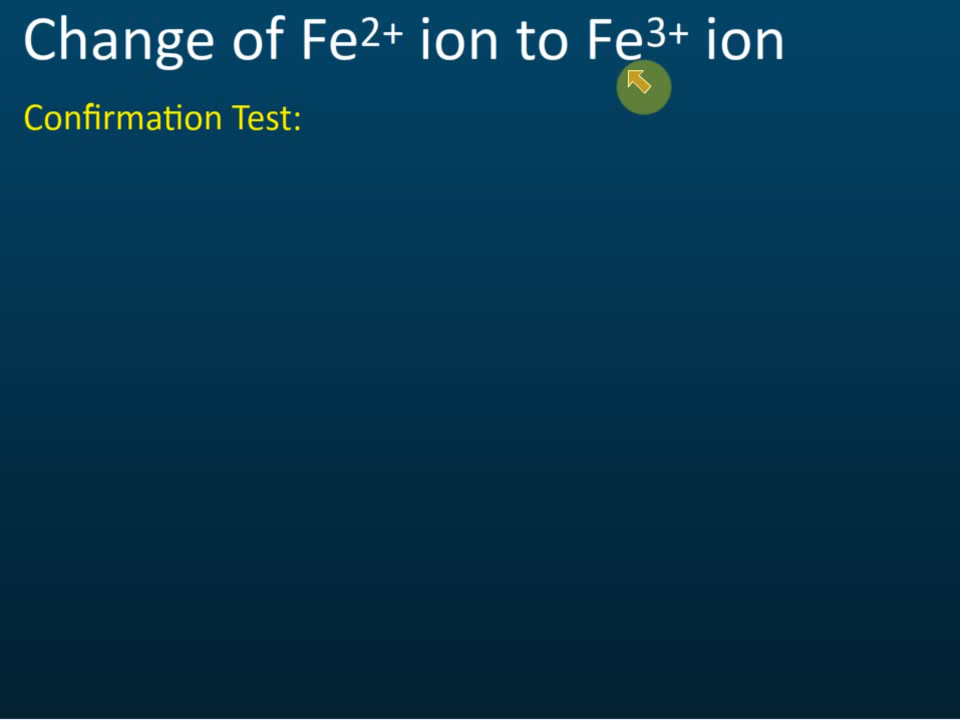 Change of Fe²⁺ ion to Fe³⁺ ion
Confirmation Test: